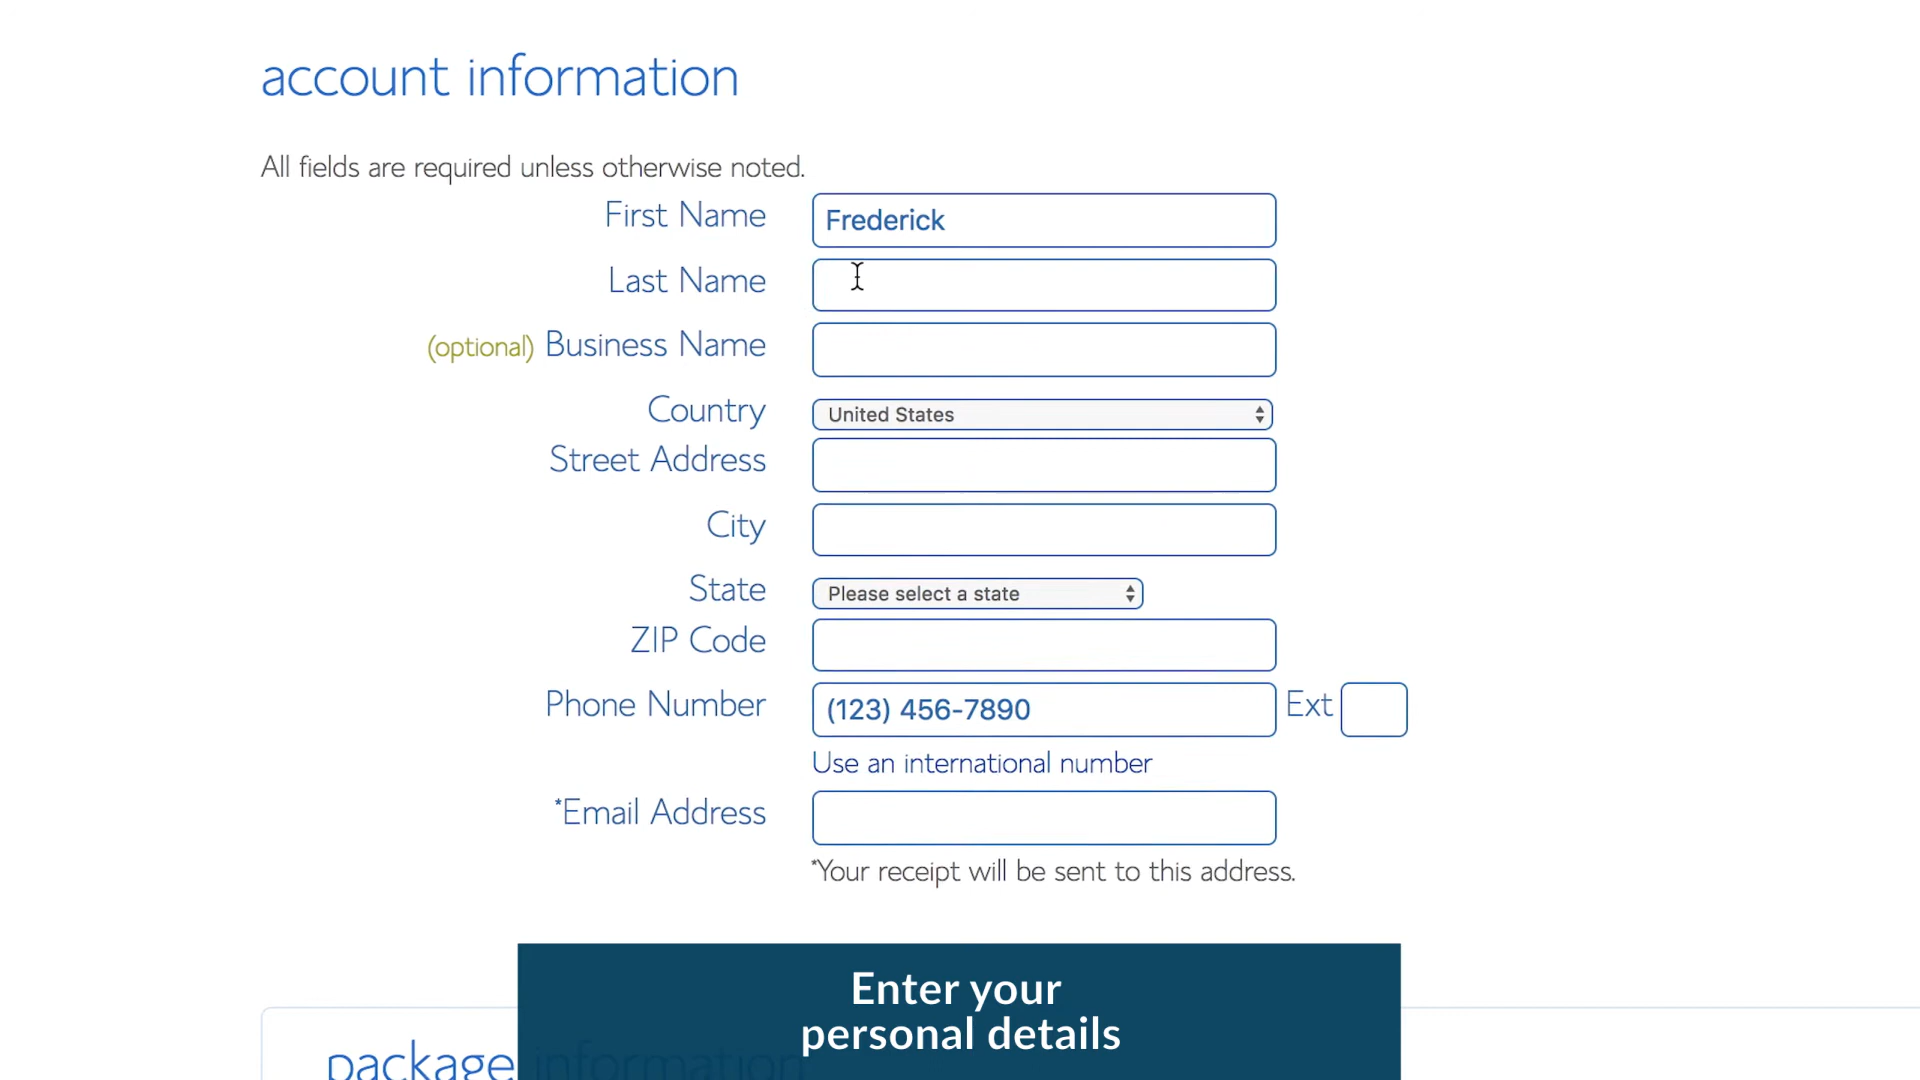 account information
All fields are required unless otherwise noted.
First Name Frederick
Last Name
(optional) Business Name
Country United States
Street Address
City
State Please select a state
ZIP Code
Phone Number (123) 456-7890 Ext
Use an international number
*Email Address
*Your receipt will be sent to this address.
Enter your
personal details
package information